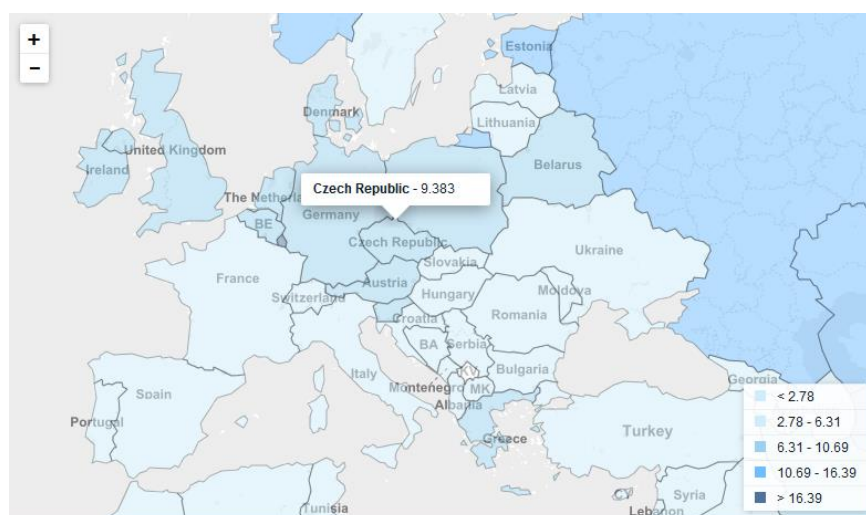 +
−
Estonia
Latvia
Lithuania
Denmark
United Kingdom
Ireland
Belarus
Czech Republic - 9.383
The Netherl
BE
Germany
Czech Republic
Ukraine
Slovakia
France
Austria
Switzerland
Hungary
Moldova
Croatia
Romania
BA
Serbia
KV
Italy
Bulgaria
Georgia
Montenegro
MK
Albania
Spain
Portugal
Greece
Turkey
CY
Syria
Lebanon
Tunisia
< 2.78
2.78 - 6.31
6.31 - 10.69
10.69 - 16.39
> 16.39